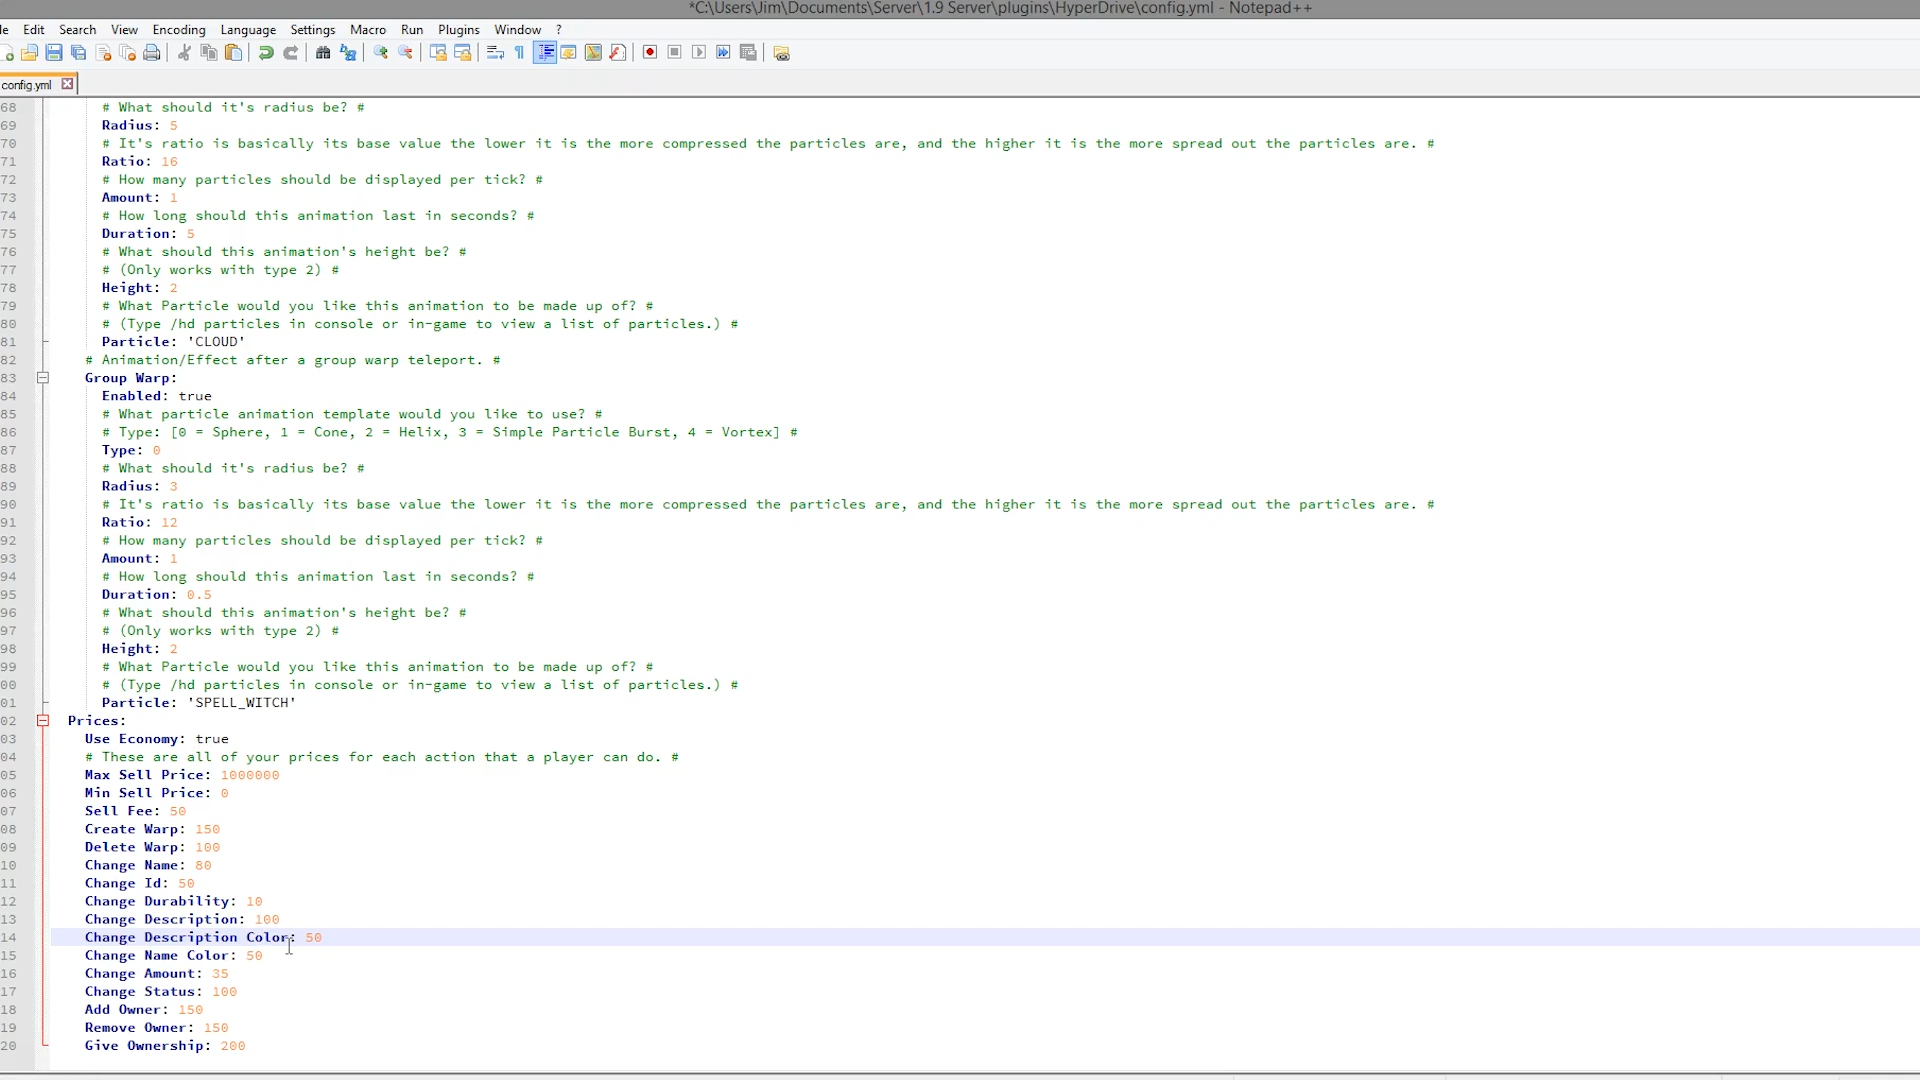 *C:\Users\Jim\Documents\Server\1.9 Server\plugins\HyperDrive\config.yml - Notepad++
le Edit Search View Encoding Language Settings Macro Run Plugins Window ?
config.yml
68 # What should it's radius be? #
69 Radius: 5
70 # It's ratio is basically its base value the lower it is the more compressed the particles are, and the higher it is the more spread out the particles are. #
71 Ratio: 16
72 # How many particles should be displayed per tick? #
73 Amount: 1
74 # How long should this animation last in seconds? #
75 Duration: 5
76 # What should this animation's height be? #
77 # (Only works with type 2) #
78 Height: 2
79 # What Particle would you like this animation to be made up of? #
80 # (Type /hd particles in console or in-game to view a list of particles.) #
81 Particle: 'CLOUD'
82 # Animation/Effect after a group warp teleport. #
83 Group Warp:
84 Enabled: true
85 # What particle animation template would you like to use? #
86 # Type: [0 = Sphere, 1 = Cone, 2 = Helix, 3 = Simple Particle Burst, 4 = Vortex] #
87 Type: 0
88 # What should it's radius be? #
89 Radius: 3
90 # It's ratio is basically its base value the lower it is the more compressed the particles are, and the higher it is the more spread out the particles are. #
91 Ratio: 12
92 # How many particles should be displayed per tick? #
93 Amount: 1
94 # How long should this animation last in seconds? #
95 Duration: 0.5
96 # What should this animation's height be? #
97 # (Only works with type 2) #
98 Height: 2
99 # What Particle would you like this animation to be made up of? #
00 # (Type /hd particles in console or in-game to view a list of particles.) #
01 Particle: 'SPELL_WITCH'
02 Prices:
03 Use Economy: true
04 # These are all of your prices for each action that a player can do. #
05 Max Sell Price: 1000000
06 Min Sell Price: 0
07 Sell Fee: 50
08 Create Warp: 150
09 Delete Warp: 100
10 Change Name: 80
11 Change Id: 50
12 Change Durability: 10
13 Change Description: 100
14 Change Description Color: 50
15 Change Name Color: 50
16 Change Amount: 35
17 Change Status: 100
18 Add Owner: 150
19 Remove Owner: 150
20 Give Ownership: 200